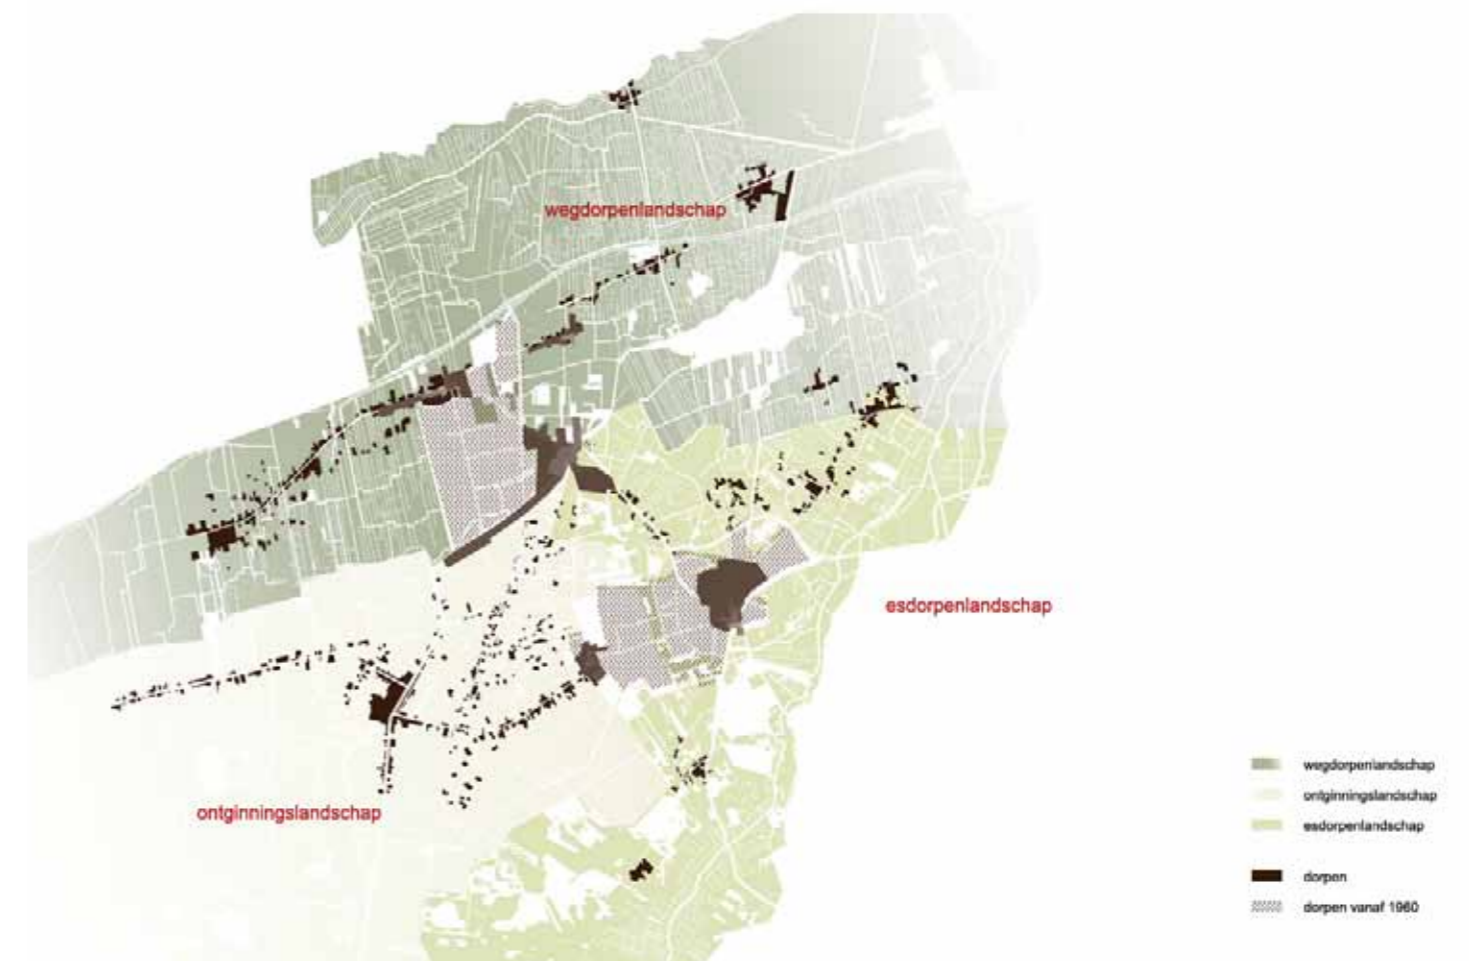 wegdorpenlandschap
esdorpenlandschap
ontginningslandschap
wegdorpenlandschap
ontginningslandschap
esdorpenlandschap
dorpen
dorpen vanaf 1960